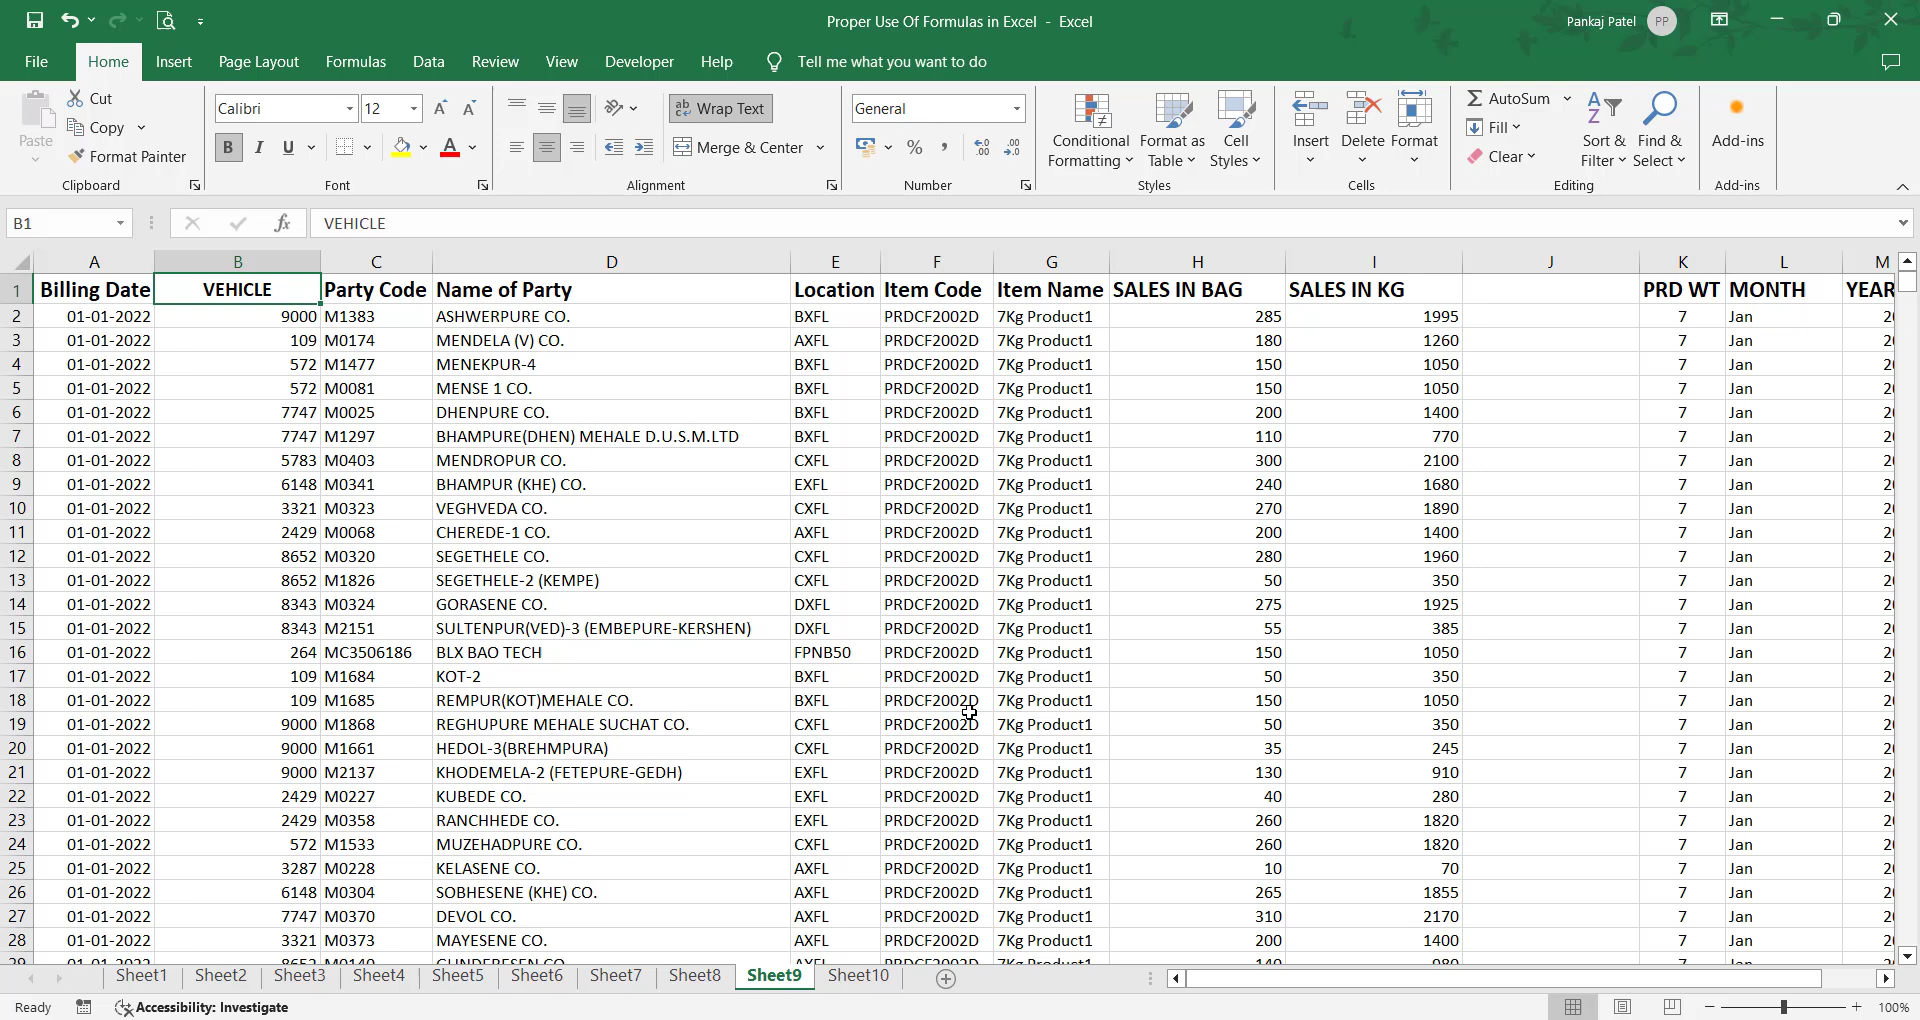 Proper Use Of Formulas in Excel - Excel
Pankaj Patel PP
File Home Insert Page Layout Formulas Data Review View Developer Help Tell me what you want to do
Paste Cut Copy Format Painter Clipboard
Calibri 12 B I U A Font
Wrap Text Merge & Center Alignment
General % , Number
Conditional Formatting Format as Table Cell Styles Styles
Insert Delete Format Cells
AutoSum Fill Clear Sort & Filter Find & Select Editing
Add-ins Add-ins
B1 fx VEHICLE
A B C D E F G H I J K L M
1 Billing Date VEHICLE Party Code Name of Party Location Item Code Item Name SALES IN BAG SALES IN KG PRD WT MONTH YEAR
2 01-01-2022 9000 M1383 ASHWERPURE CO. BXFL PRDCF2002D 7Kg Product1 285 1995 7 Jan
3 01-01-2022 109 M0174 MENDELA (V) CO. AXFL PRDCF2002D 7Kg Product1 180 1260 7 Jan
4 01-01-2022 572 M1477 MENEKPUR-4 BXFL PRDCF2002D 7Kg Product1 150 1050 7 Jan
5 01-01-2022 572 M0081 MENSE 1 CO. BXFL PRDCF2002D 7Kg Product1 150 1050 7 Jan
6 01-01-2022 7747 M0025 DHENPURE CO. BXFL PRDCF2002D 7Kg Product1 200 1400 7 Jan
7 01-01-2022 7747 M1297 BHAMPURE(DHEN) MEHALE D.U.S.M.LTD BXFL PRDCF2002D 7Kg Product1 110 770 7 Jan
8 01-01-2022 5783 M0403 MENDROPUR CO. CXFL PRDCF2002D 7Kg Product1 300 2100 7 Jan
9 01-01-2022 6148 M0341 BHAMPUR (KHE) CO. EXFL PRDCF2002D 7Kg Product1 240 1680 7 Jan
10 01-01-2022 3321 M0323 VEGHVEDA CO. CXFL PRDCF2002D 7Kg Product1 270 1890 7 Jan
11 01-01-2022 2429 M0068 CHEREDE-1 CO. AXFL PRDCF2002D 7Kg Product1 200 1400 7 Jan
12 01-01-2022 8652 M0320 SEGETHELE CO. CXFL PRDCF2002D 7Kg Product1 280 1960 7 Jan
13 01-01-2022 8652 M1826 SEGETHELE-2 (KEMPE) CXFL PRDCF2002D 7Kg Product1 50 350 7 Jan
14 01-01-2022 8343 M0324 GORASENE CO. DXFL PRDCF2002D 7Kg Product1 275 1925 7 Jan
15 01-01-2022 8343 M2151 SULTENPUR(VED)-3 (EMBEPURE-KERSHEN) DXFL PRDCF2002D 7Kg Product1 55 385 7 Jan
16 01-01-2022 264 MC3506186 BLX BAO TECH FPNB50 PRDCF2002D 7Kg Product1 150 1050 7 Jan
17 01-01-2022 109 M1684 KOT-2 BXFL PRDCF2002D 7Kg Product1 50 350 7 Jan
18 01-01-2022 109 M1685 REMPUR(KOT)MEHALE CO. BXFL PRDCF2002D 7Kg Product1 150 1050 7 Jan
19 01-01-2022 9000 M1868 REGHUPURE MEHALE SUCHAT CO. CXFL PRDCF2002D 7Kg Product1 50 350 7 Jan
20 01-01-2022 9000 M1661 HEDOL-3(BREHMPURA) CXFL PRDCF2002D 7Kg Product1 35 245 7 Jan
21 01-01-2022 9000 M2137 KHODEMELA-2 (FETEPURE-GEDH) EXFL PRDCF2002D 7Kg Product1 130 910 7 Jan
22 01-01-2022 2429 M0227 KUBEDE CO. EXFL PRDCF2002D 7Kg Product1 40 280 7 Jan
23 01-01-2022 2429 M0358 RANCHHEDE CO. EXFL PRDCF2002D 7Kg Product1 260 1820 7 Jan
24 01-01-2022 572 M1533 MUZEHADPURE CO. CXFL PRDCF2002D 7Kg Product1 260 1820 7 Jan
25 01-01-2022 3287 M0228 KELASENE CO. AXFL PRDCF2002D 7Kg Product1 10 70 7 Jan
26 01-01-2022 6148 M0304 SOBHESENE (KHE) CO. AXFL PRDCF2002D 7Kg Product1 265 1855 7 Jan
27 01-01-2022 7747 M0370 DEVOL CO. AXFL PRDCF2002D 7Kg Product1 310 2170 7 Jan
28 01-01-2022 3321 M0373 MAYESENE CO. AXFL PRDCF2002D 7Kg Product1 200 1400 7 Jan
Sheet1 Sheet2 Sheet3 Sheet4 Sheet5 Sheet6 Sheet7 Sheet8 Sheet9 Sheet10
Ready Accessibility: Investigate 100%